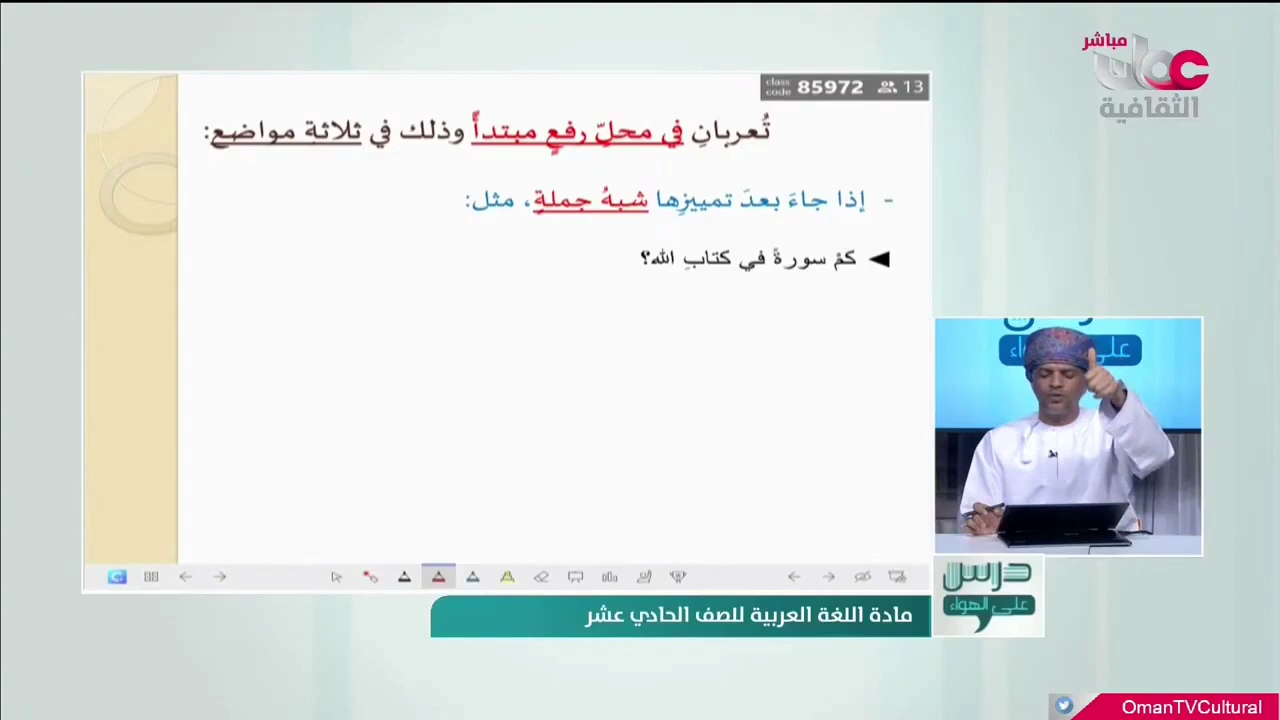 مباشر
الثقافية
class code 85972 13
تُعربانِ في محلِّ رفعٍ مبتدأً وذلك في ثلاثةِ مواضع:
- إذا جاءَ بعدَ تمييزِها شبهُ جملةٍ، مثل:
◄ كمْ سورةً في كتابِ الله؟
على الهواء
درس
على الهواء
مادة اللغة العربية للصف الحادي عشر
OmanTVCultural